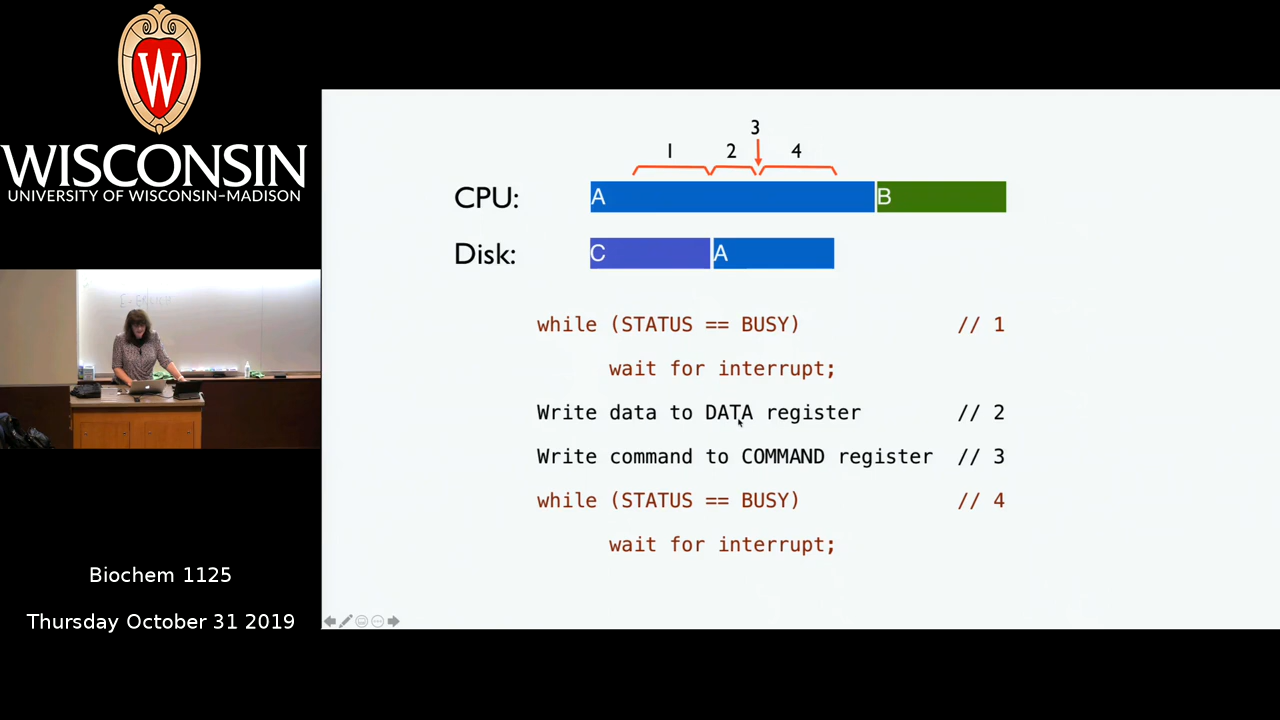 W
WISCONSIN
UNIVERSITY OF WISCONSIN-MADISON
Biochem 1125
Thursday October 31 2019
3
1 2 4
CPU: A B
Disk: C A
while (STATUS == BUSY) // 1
wait for interrupt;
Write data to DATA register // 2
Write command to COMMAND register // 3
while (STATUS == BUSY) // 4
wait for interrupt;